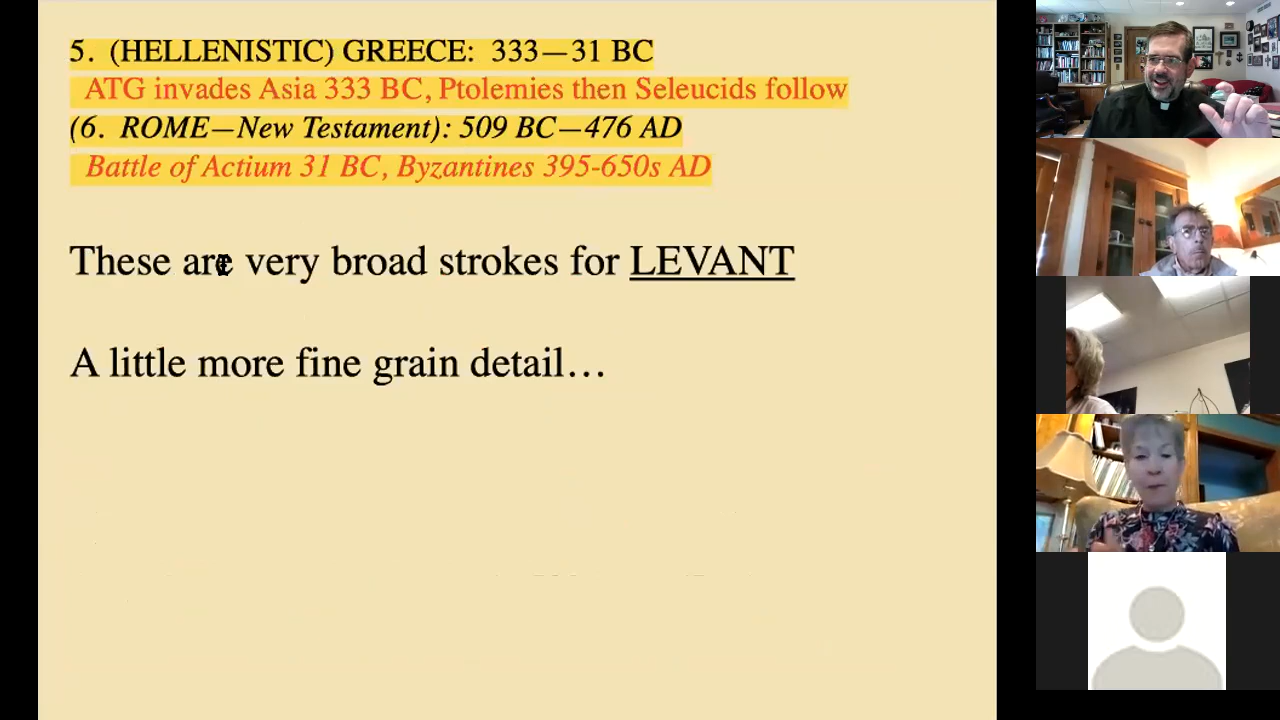 5. (HELLENISTIC) GREECE: 333—31 BC
ATG invades Asia 333 BC, Ptolemies then Seleucids follow
(6. ROME—New Testament): 509 BC—476 AD
Battle of Actium 31 BC, Byzantines 395-650s AD
These are very broad strokes for LEVANT
A little more fine grain detail…